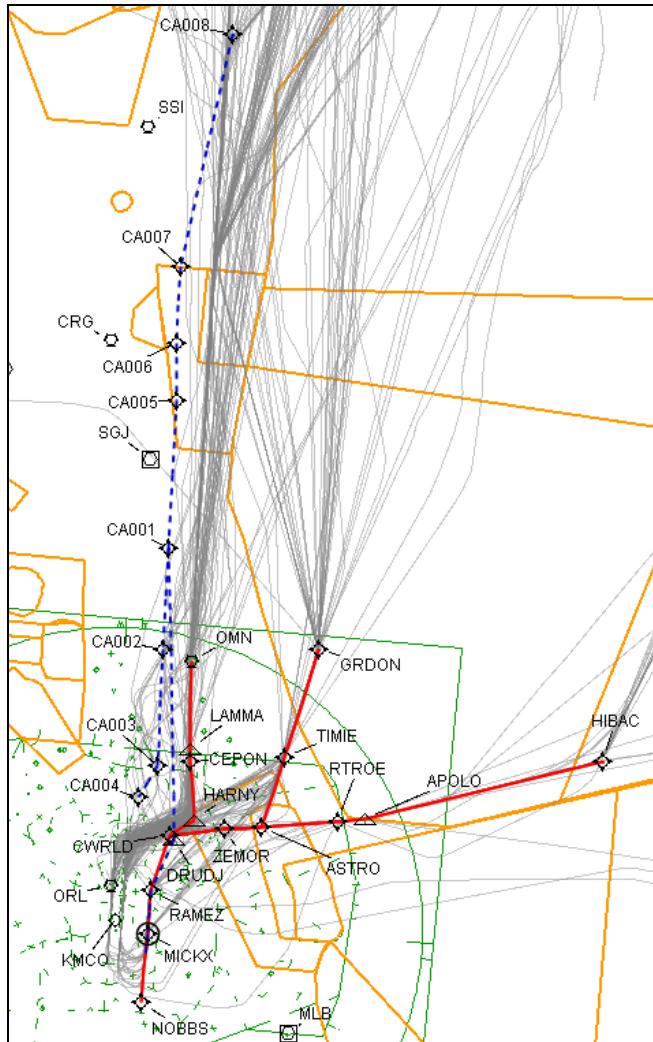 CA008
SSI
CA007
CRG
CA006
CA005
SGJ
CA001
CA002
OMN
GRDON
LAMMA
HIBAC
CA003
CEPON
TIMIE
RTROE
APOLO
CA004
HARNY
CWRLD
ZEMOR
ASTRO
DRUDJ
ORL
RAMEZ
KMCO
MICKX
NOBBS
MLB